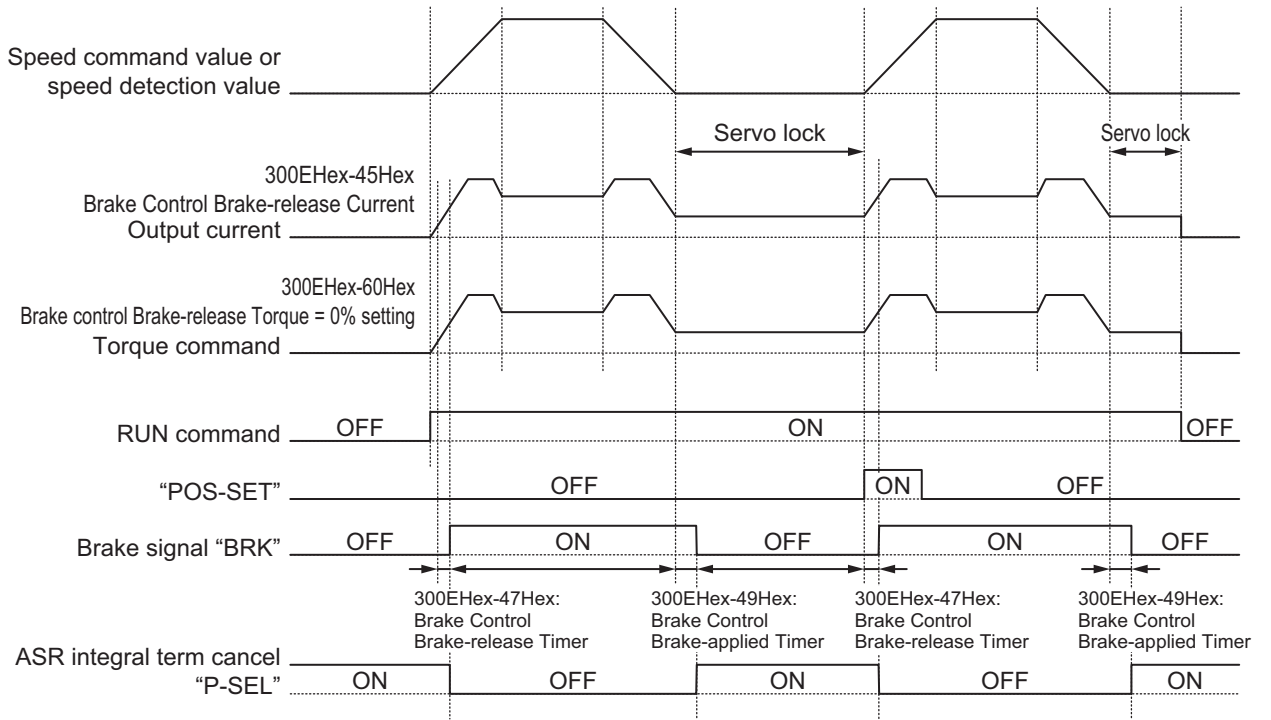 Speed command value or
speed detection value
Servo lock
Servo lock
300EHex-45Hex
Brake Control Brake-release Current
Output current
300EHex-60Hex
Brake control Brake-release Torque = 0% setting
Torque command
RUN command
OFF
ON
OFF
“POS-SET”
OFF
ON
OFF
Brake signal “BRK”
OFF
ON
OFF
ON
OFF
300EHex-47Hex:
Brake Control
Brake-release Timer
300EHex-49Hex:
Brake Control
Brake-applied Timer
300EHex-47Hex:
Brake Control
Brake-release Timer
300EHex-49Hex:
Brake Control
Brake-applied Timer
ASR integral term cancel
“P-SEL”
ON
OFF
ON
OFF
ON